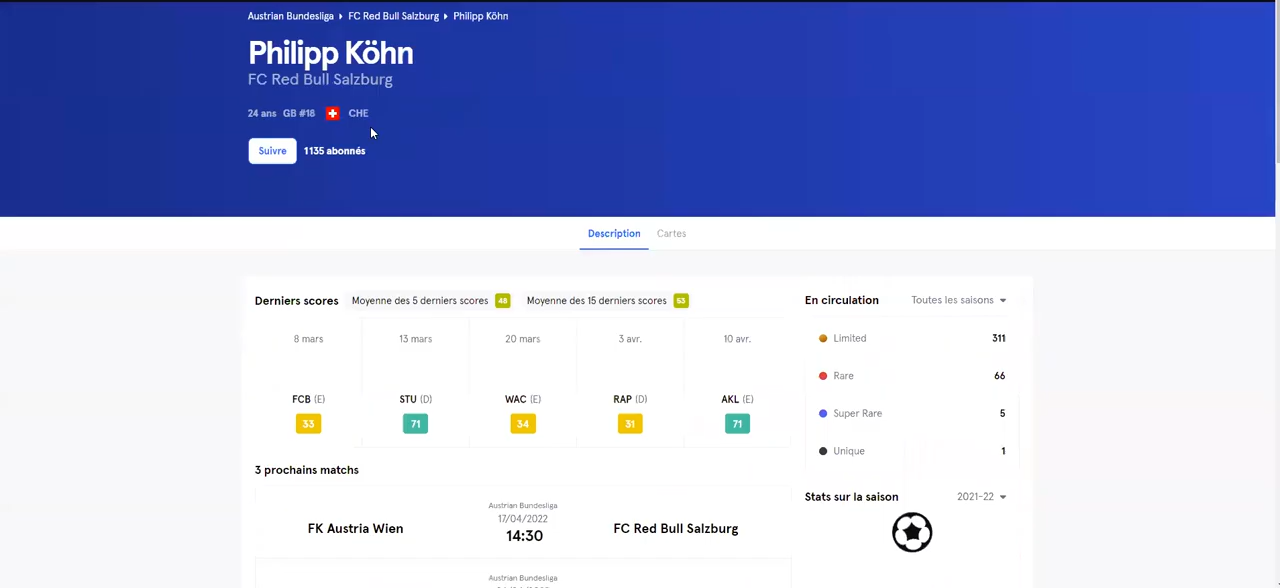 Austrian Bundesliga ▸ FC Red Bull Salzburg ▸ Philipp Köhn
Philipp Köhn
FC Red Bull Salzburg
24 ans GB #18 CHE
Suivre 1135 abonnés
Description Cartes
Derniers scores Moyenne des 5 derniers scores 48 Moyenne des 15 derniers scores 53
8 mars 13 mars 20 mars 3 avr. 10 avr.
FCB (E) STU (D) WAC (E) RAP (D) AKL (E)
33 71 34 31 71
3 prochains matchs
Austrian Bundesliga
17/04/2022
FK Austria Wien 14:30 FC Red Bull Salzburg
Austrian Bundesliga
En circulation Toutes les saisons
Limited 311
Rare 66
Super Rare 5
Unique 1
Stats sur la saison 2021-22